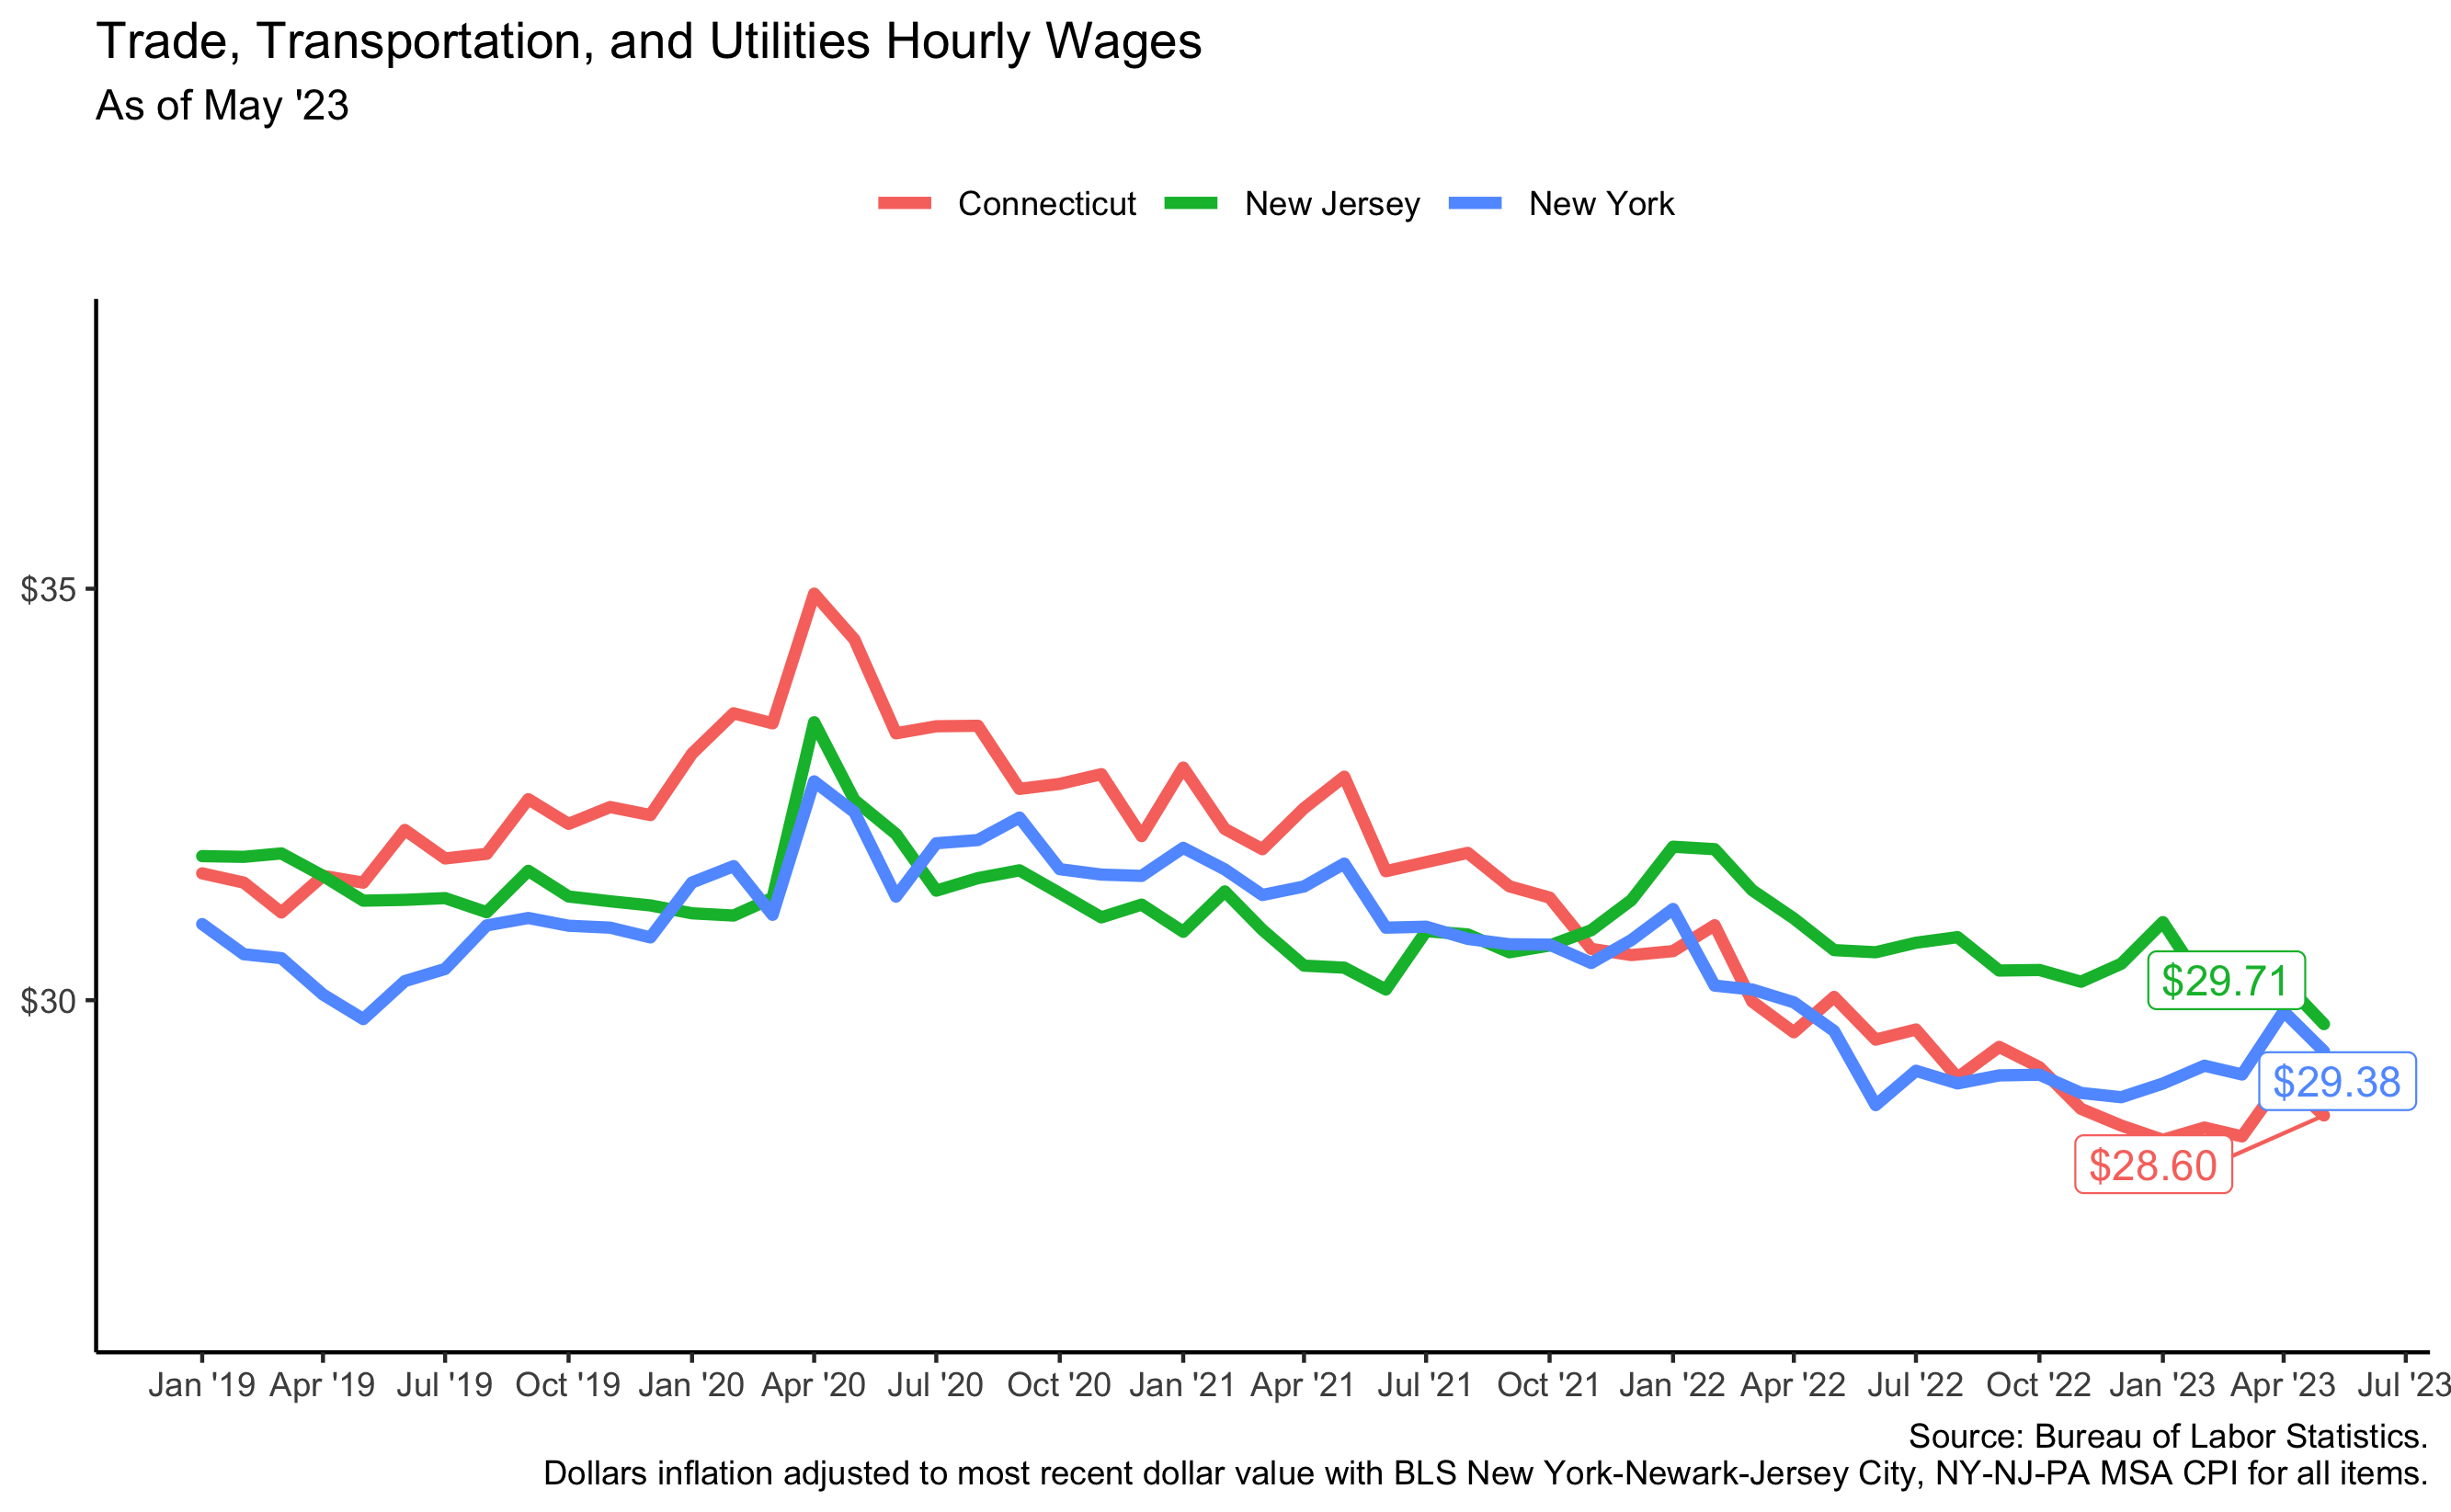 Trade, Transportation, and Utilities Hourly Wages
As of May '23
Connecticut New Jersey New York
$35
$30
$29.71
$29.38
$28.60
Jan '19 Apr '19 Jul '19 Oct '19 Jan '20 Apr '20 Jul '20 Oct '20 Jan '21 Apr '21 Jul '21 Oct '21 Jan '22 Apr '22 Jul '22 Oct '22 Jan '23 Apr '23 Jul '23
Source: Bureau of Labor Statistics.
Dollars inflation adjusted to most recent dollar value with BLS New York-Newark-Jersey City, NY-NJ-PA MSA CPI for all items.